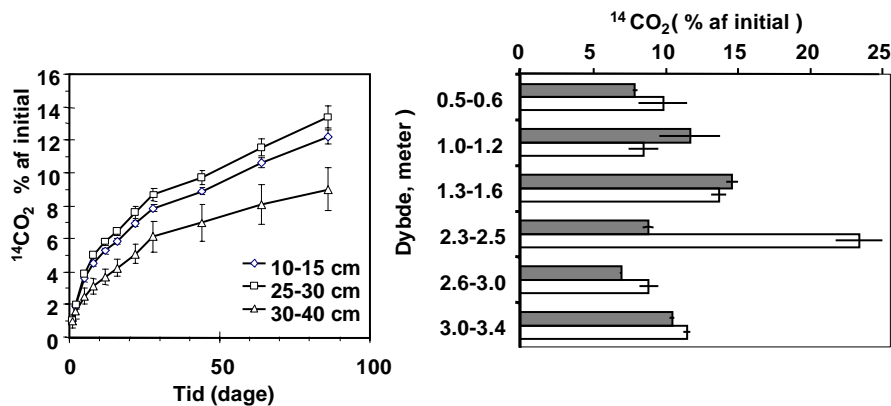 16
14
12
10
8
6
4
2
0
¹⁴CO₂ % af initial
0 50 100
Tid (dage)
10-15 cm
25-30 cm
30-40 cm
¹⁴CO₂( % af initial )
0 5 10 15 20 25
Dybde, meter
0.5-0.6
1.0-1.2
1.3-1.6
2.3-2.5
2.6-3.0
3.0-3.4